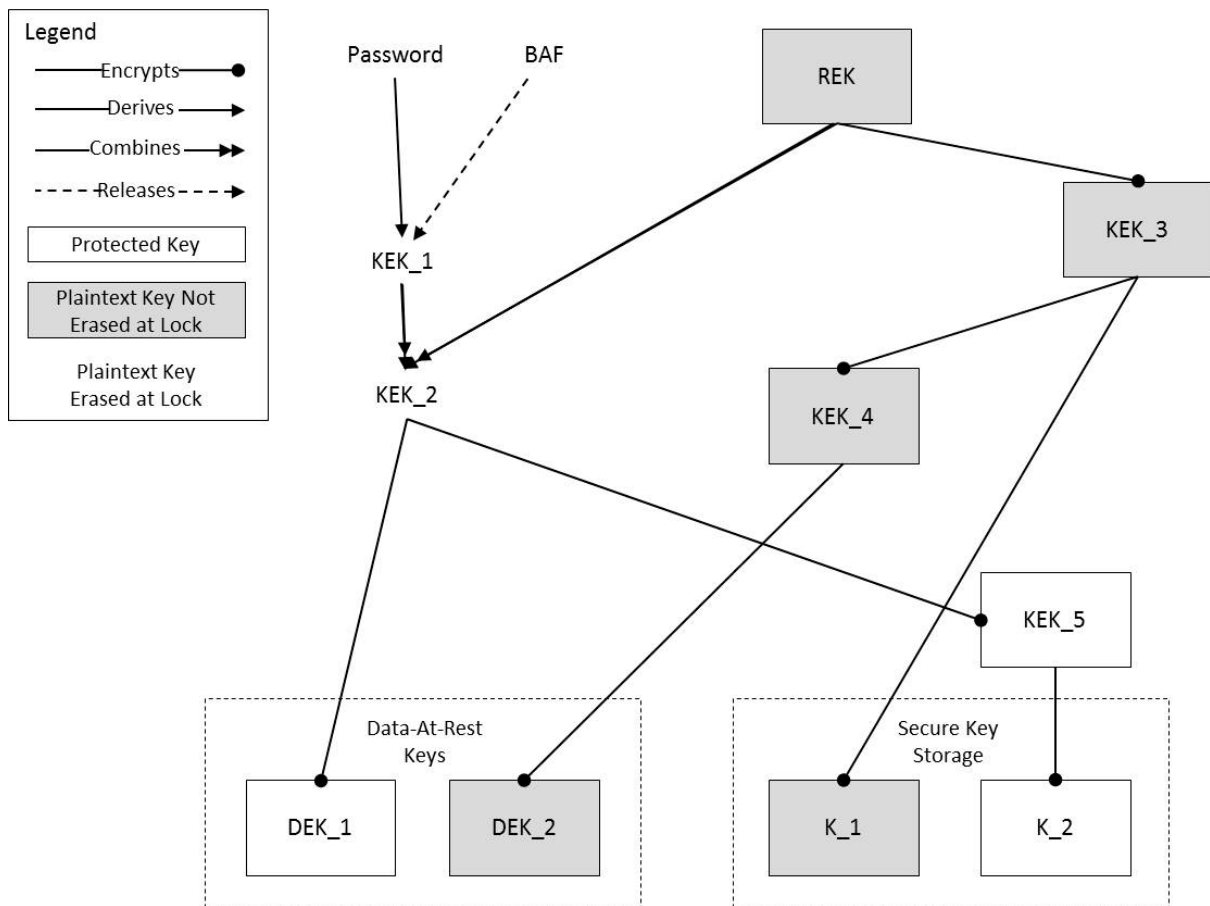 Legend
Encrypts
Derives
Combines
Releases
Protected Key
Plaintext Key Not
Erased at Lock
Plaintext Key
Erased at Lock
Password
BAF
REK
KEK_1
KEK_3
KEK_2
KEK_4
KEK_5
Data-At-Rest
Keys
DEK_1
DEK_2
Secure Key
Storage
K_1
K_2